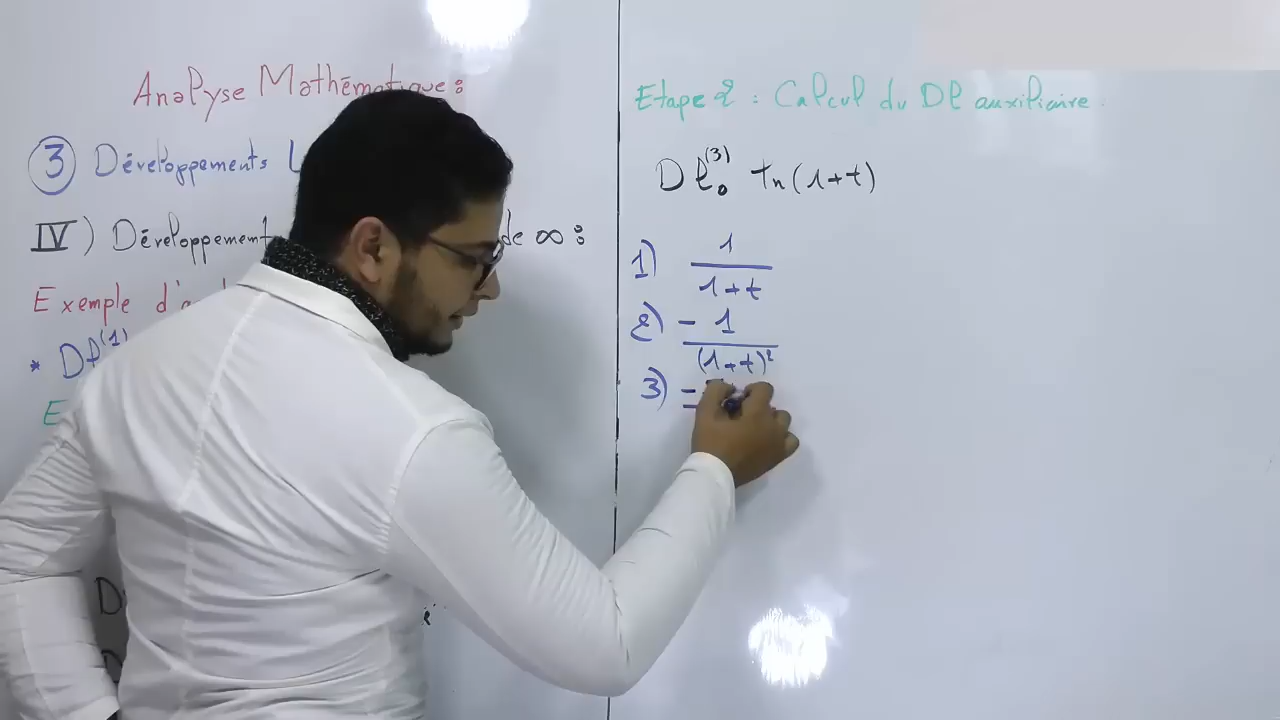 Analyse Mathématique :
3 Développements
IV) Développement de ∞ :
Exemple d'a
* Dl(1)
E
D
D
Etape 2 : Calcul du Dl auxiliaire.
Dl₀⁽³⁾ Ln(1+t)
1) 1
1+t
2) - 1
(1+t)²
3) -